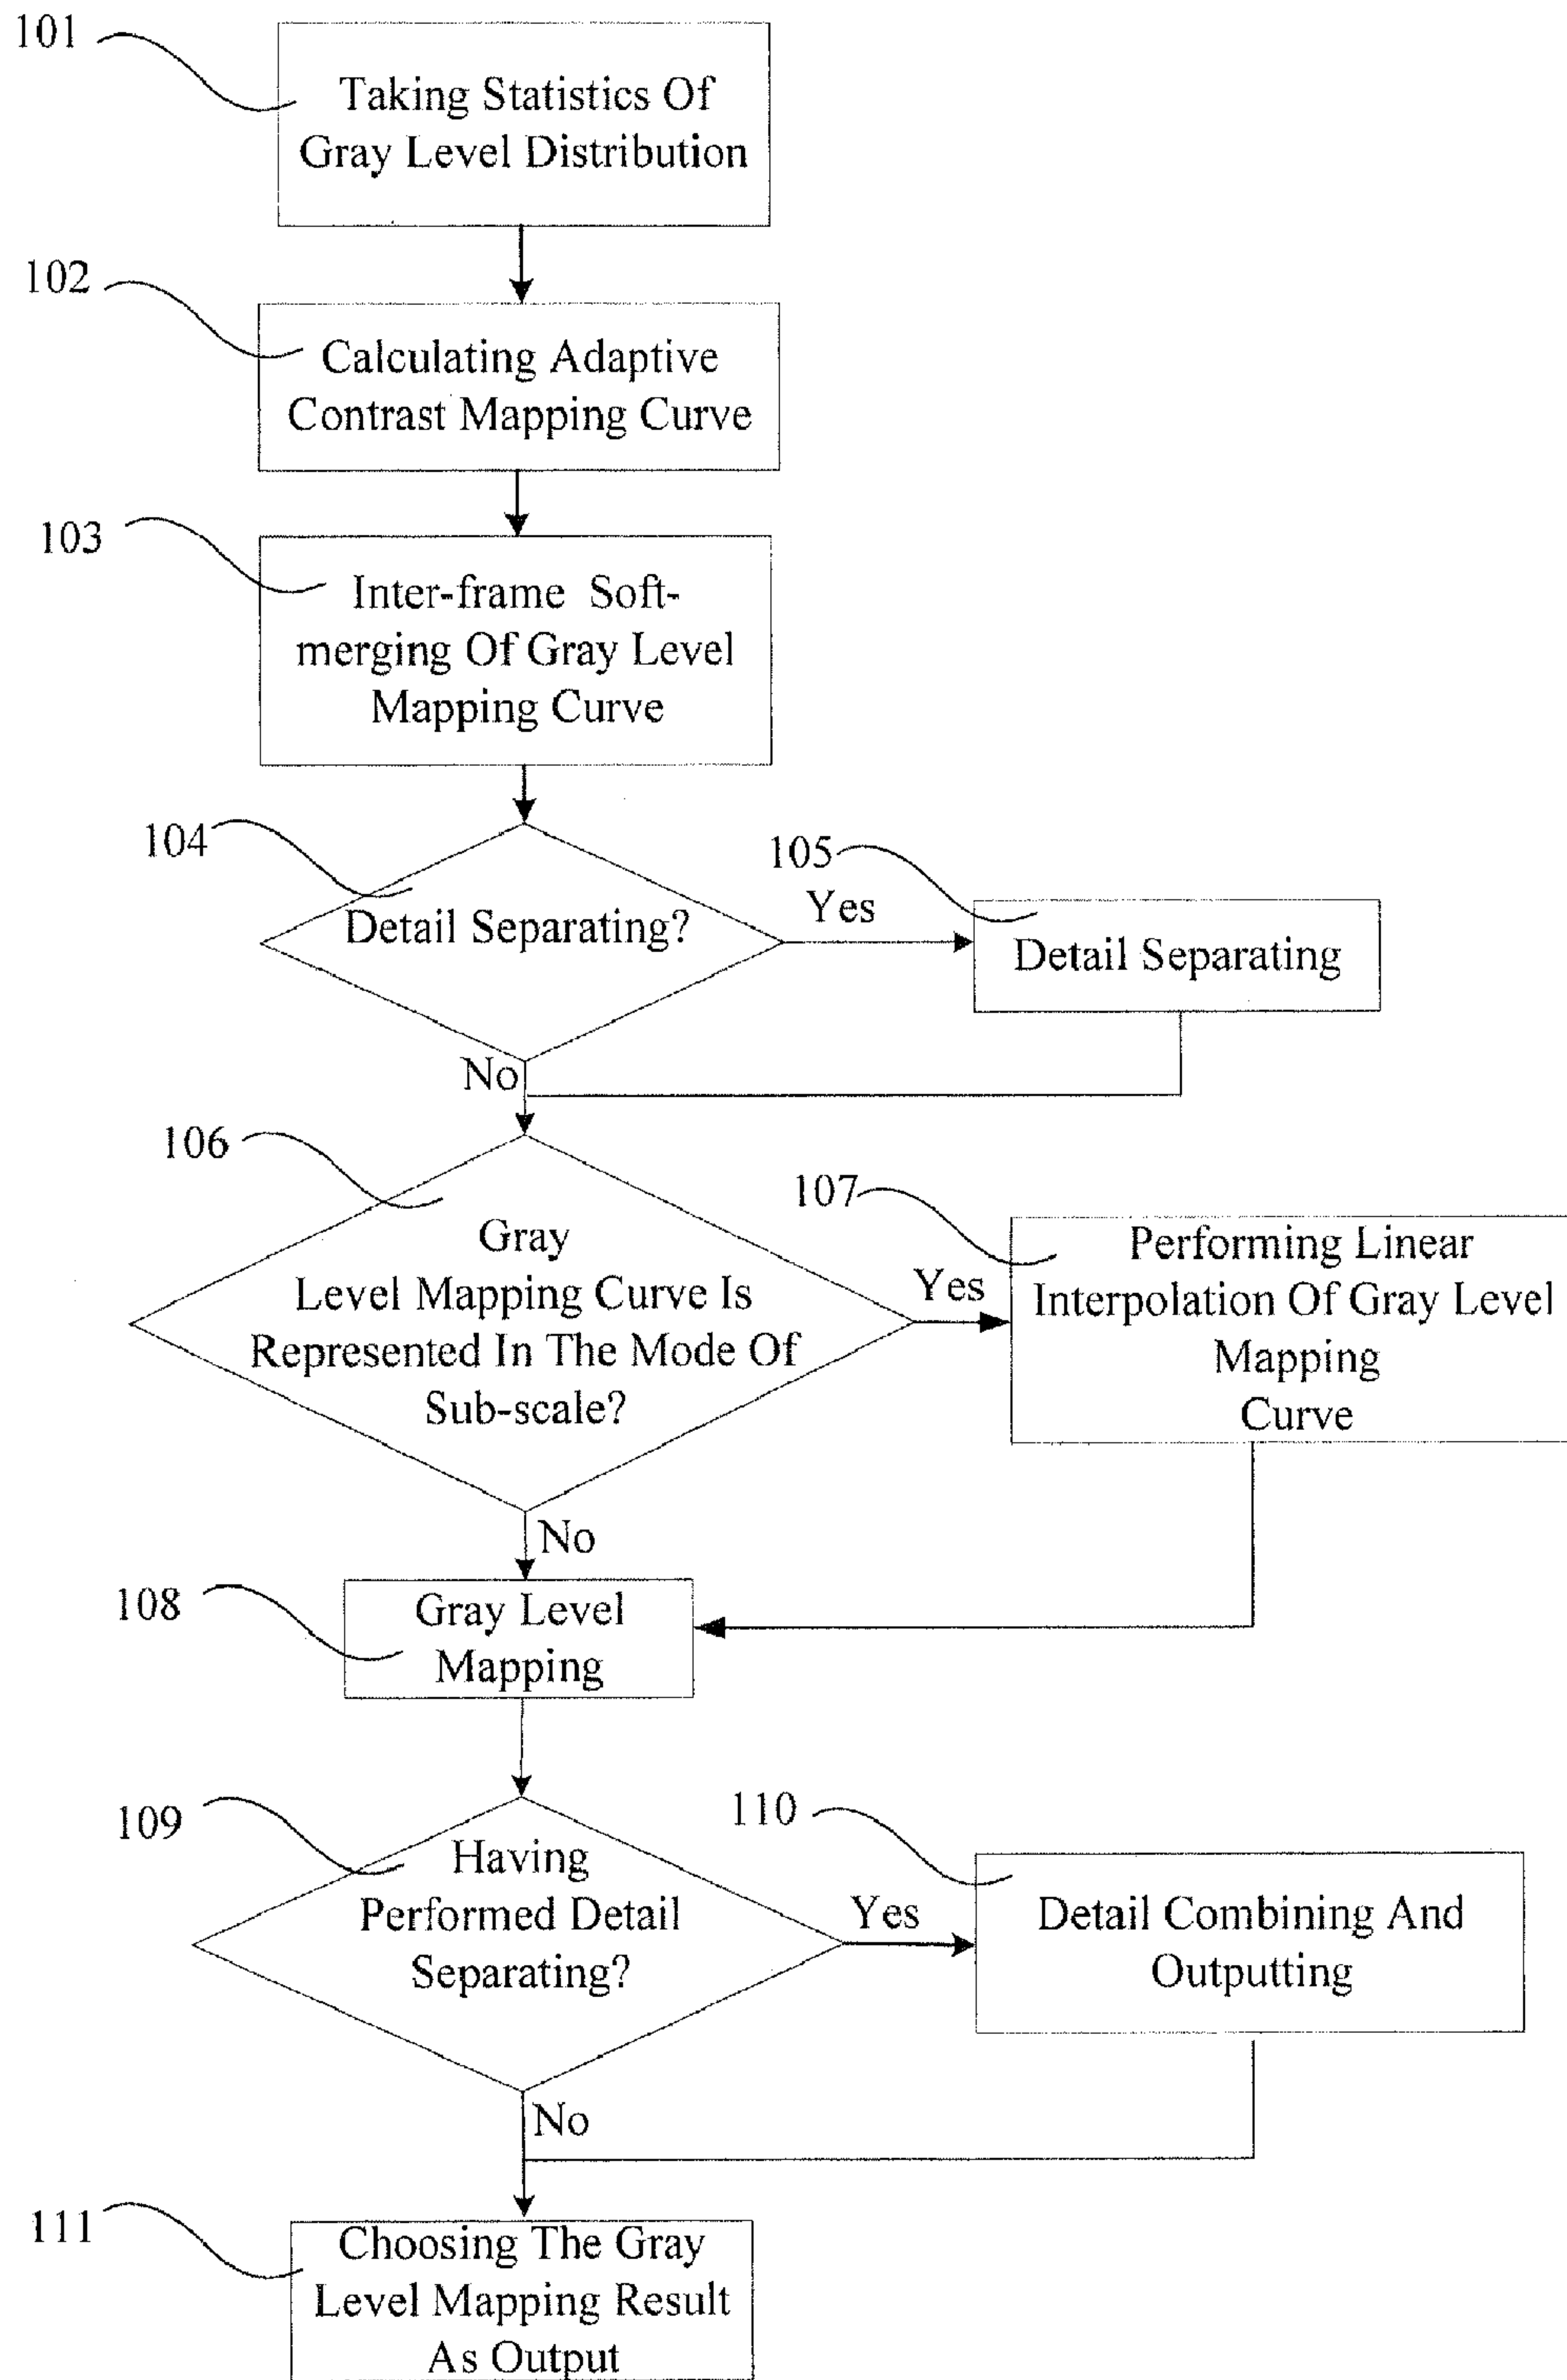 101
Taking Statistics Of
Gray Level Distribution
102
Calculating Adaptive
Contrast Mapping Curve
103
Inter-frame Soft-
merging Of Gray Level
Mapping Curve
104
Detail Separating?
Yes
105
Detail Separating
No
106
Gray
Level Mapping Curve Is
Represented In The Mode Of
Sub-scale?
Yes
107
Performing Linear
Interpolation Of Gray Level
Mapping
Curve
No
108
Gray Level
Mapping
109
Having
Performed Detail
Separating?
Yes
110
Detail Combining And
Outputting
No
111
Choosing The Gray
Level Mapping Result
As Output